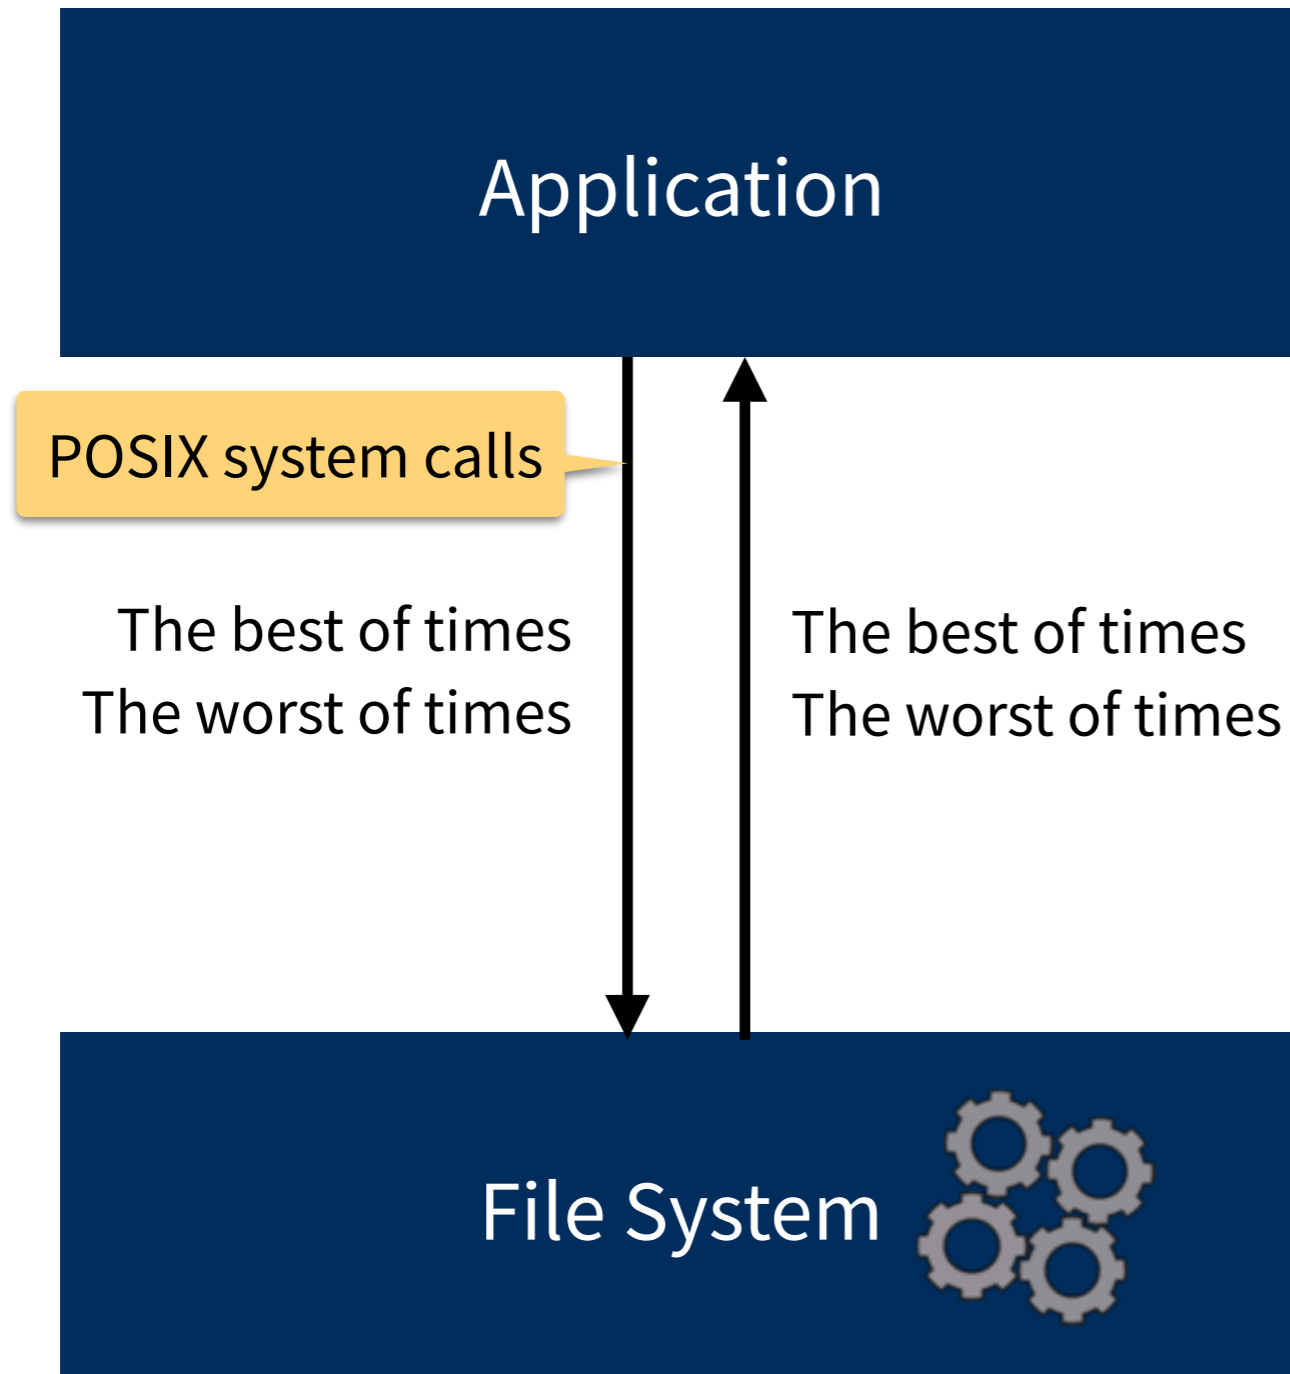 Application
POSIX system calls
The best of times
The worst of times
The best of times
The worst of times
File System